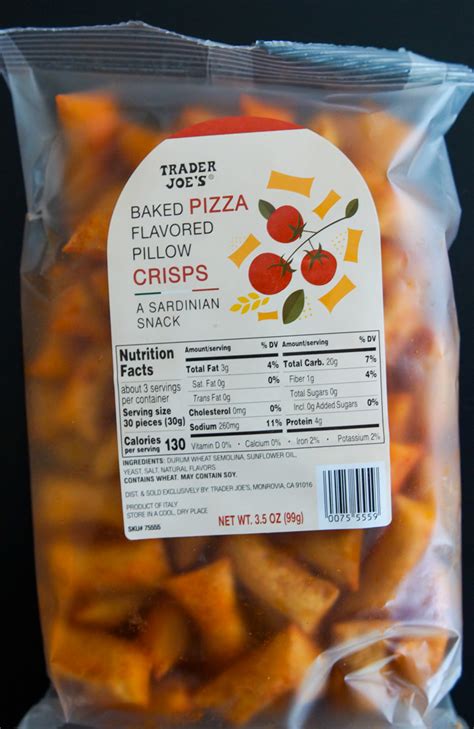 TRADER
JOE'S®
BAKED PIZZA
FLAVORED
PILLOW
CRISPS
A SARDINIAN
SNACK
Nutrition
Facts
about 3 servings
per container
Serving size
30 pieces (30g)
Calories
per serving 130
Amount/serving % DV
Total Fat 3g 4%
Sat. Fat 0g 0%
Trans Fat 0g
Cholesterol 0mg 0%
Sodium 260mg 11%
Amount/serving % DV
Total Carb. 20g 7%
Fiber 1g 4%
Total Sugars 0g
Incl. 0g Added Sugars 0%
Protein 4g
Vitamin D 0% • Calcium 0% • Iron 2% • Potassium 2%
INGREDIENTS: DURUM WHEAT SEMOLINA, SUNFLOWER OIL,
YEAST, SALT, NATURAL FLAVORS
CONTAINS WHEAT. MAY CONTAIN SOY.
DIST. & SOLD EXCLUSIVELY BY: TRADER JOE'S, MONROVIA, CA 91016
PRODUCT OF ITALY
STORE IN A COOL, DRY PLACE
NET WT. 3.5 OZ (99g)
0075 5559